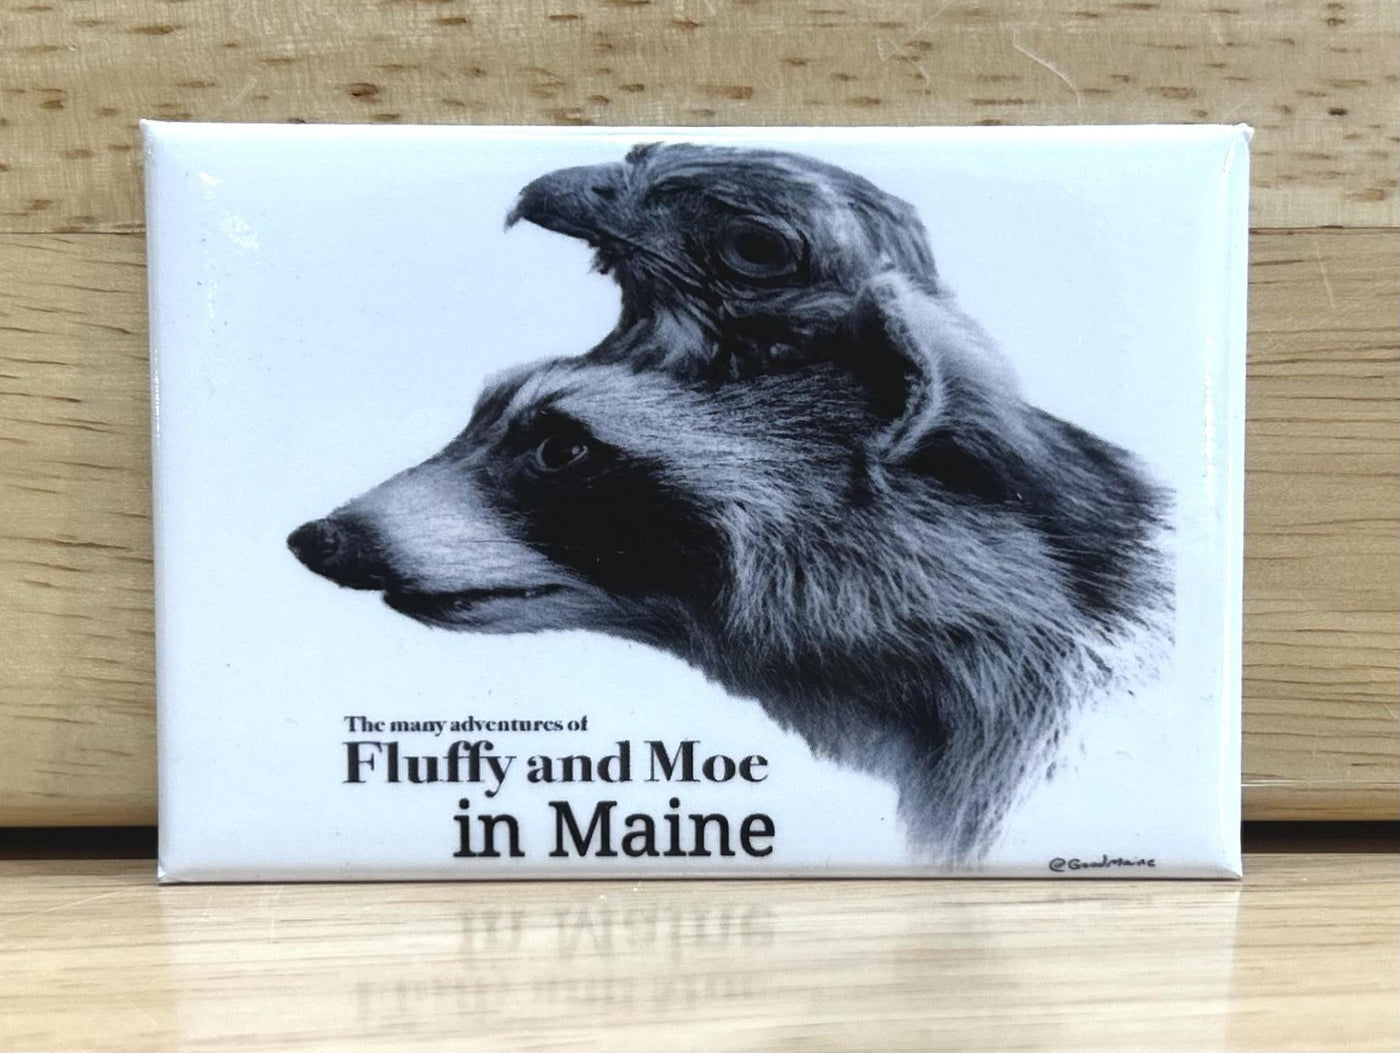 The many adventures of
Fluffy and Moe
in Maine
@GoodMaine